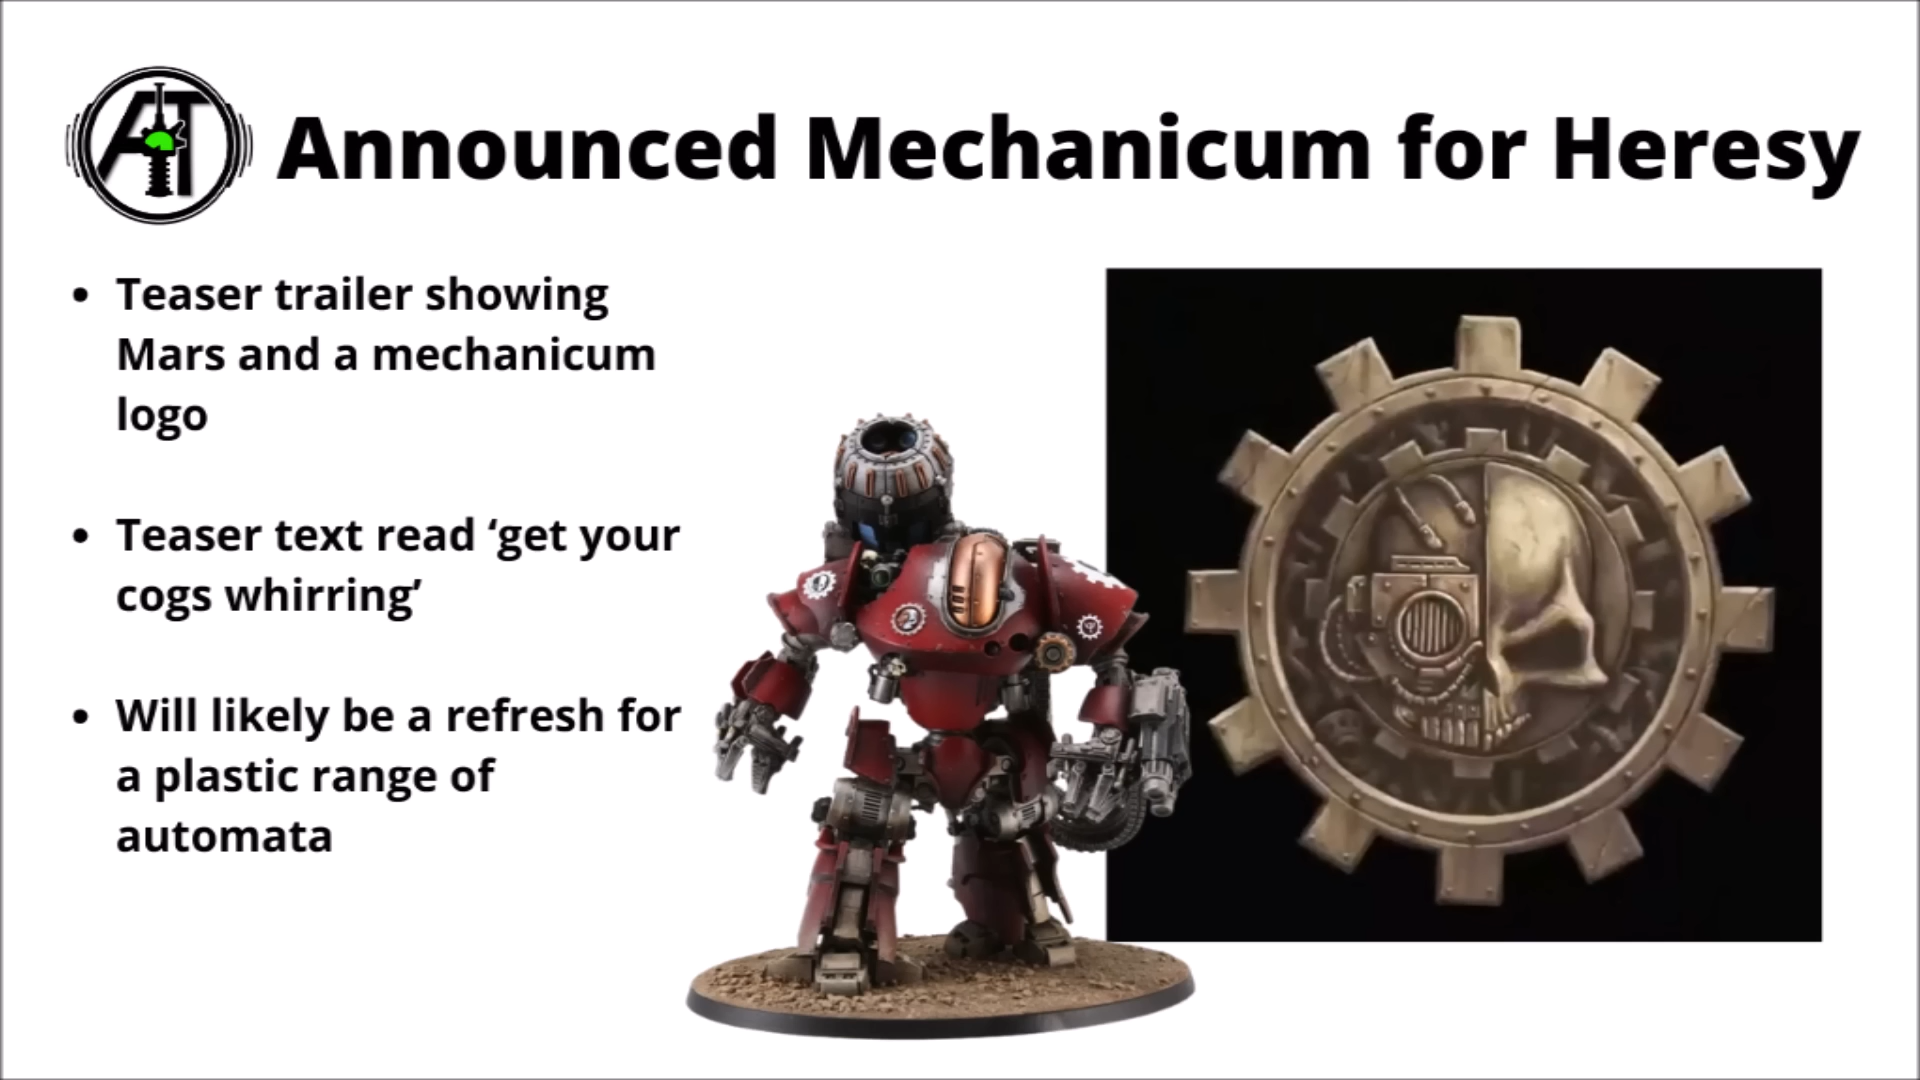 AT
Announced Mechanicum for Heresy
• Teaser trailer showing
Mars and a mechanicum
logo
• Teaser text read ‘get your
cogs whirring’
• Will likely be a refresh for
a plastic range of
automata